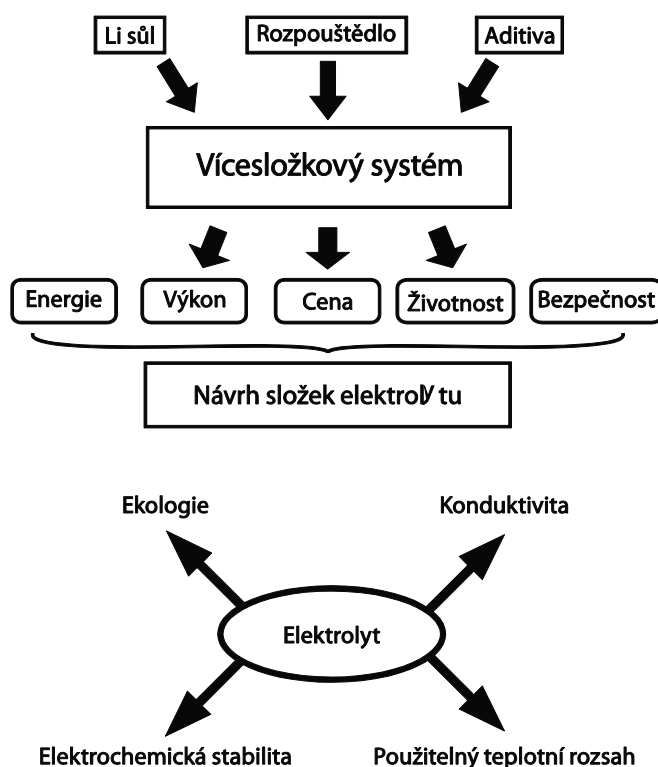 Li sůl
Rozpouštědlo
Aditiva
Vícesložkový systém
Energie
Výkon
Cena
Životnost
Bezpečnost
Návrh složek elektrolytu
Ekologie
Konduktivita
Elektrolyt
Elektrochemická stabilita
Použitelný teplotní rozsah